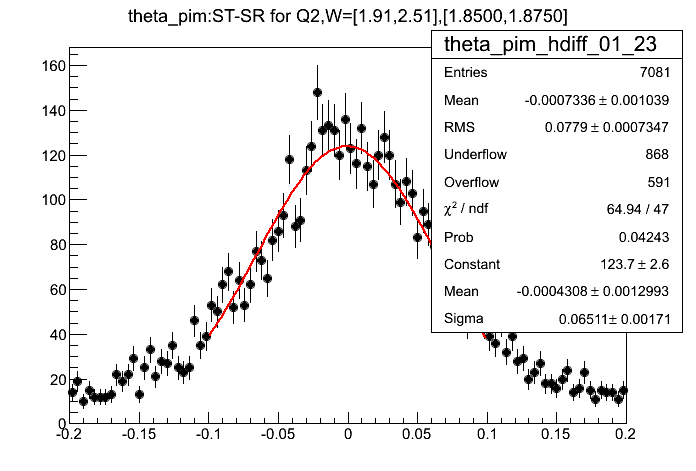 theta_pim:ST-SR for Q2,W=[1.91,2.51],[1.8500,1.8750]
theta_pim_hdiff_01_23
Entries 7081
Mean -0.0007336 ± 0.001039
RMS 0.0779 ± 0.0007347
Underflow 868
Overflow 591
χ² / ndf 64.94 / 47
Prob 0.04243
Constant 123.7 ± 2.6
Mean -0.0004308 ± 0.0012993
Sigma 0.06511± 0.00171
160
140
120
100
80
60
40
20
0
-0.2 -0.15 -0.1 -0.05 0 0.05 0.1 0.15 0.2